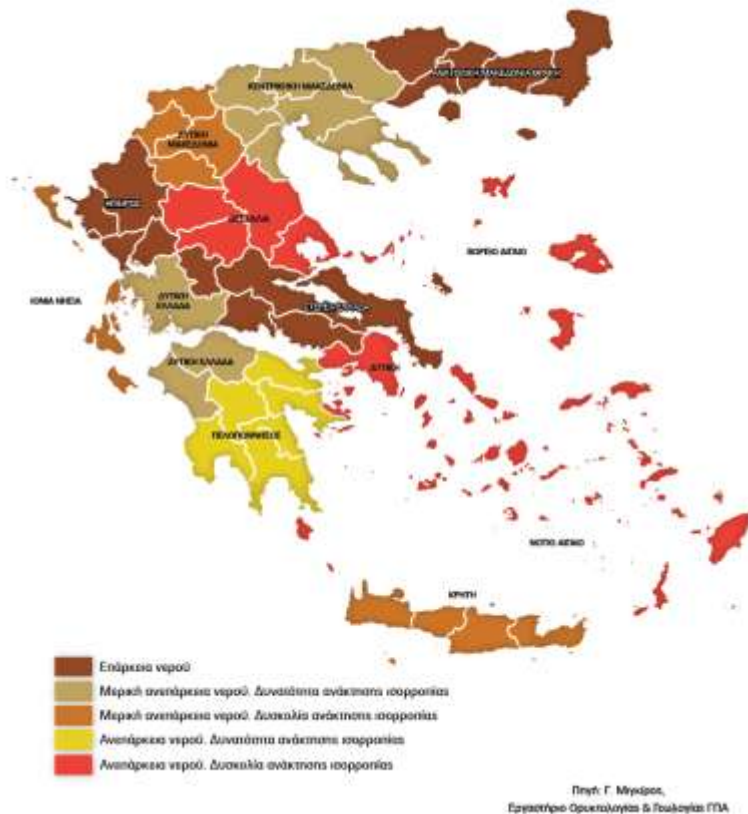 ΑΝΑΤΟΛΙΚΗ ΜΑΚΕΔΟΝΙΑ ΘΡΑΚΗ
ΚΕΝΤΡΙΚΗ ΜΑΚΕΔΟΝΙΑ
ΔΥΤΙΚΗ
ΜΑΚΕΔΟΝΙΑ
ΗΠΕΙΡΟΣ
ΘΕΣΣΑΛΙΑ
ΒΟΡΕΙΟ ΑΙΓΑΙΟ
ΙΟΝΙΑ ΝΗΣΙΑ
ΔΥΤΙΚΗ
ΕΛΛΑΔΑ
ΣΤΕΡΕΑ ΕΛΛΑΔΑ
ΔΥΤΙΚΗ ΕΛΛΑΔΑ
ΑΤΤΙΚΗ
ΠΕΛΟΠΟΝΝΗΣΟΣ
ΝΟΤΙΟ ΑΙΓΑΙΟ
ΚΡΗΤΗ
Επάρκεια νερού
Μερική ανεπάρκεια νερού. Δυνατότητα ανάκτησης ισορροπίας
Μερική ανεπάρκεια νερού. Δυσκολία ανάκτησης ισορροπίας
Ανεπάρκεια νερού. Δυνατότητα ανάκτησης ισορροπίας
Ανεπάρκεια νερού. Δυσκολία ανάκτησης ισορροπίας
Πηγή: Γ. Μιγκίρος,
Εργαστήριο Ορυκτολογίας & Γεωλογίας ΓΠΑ